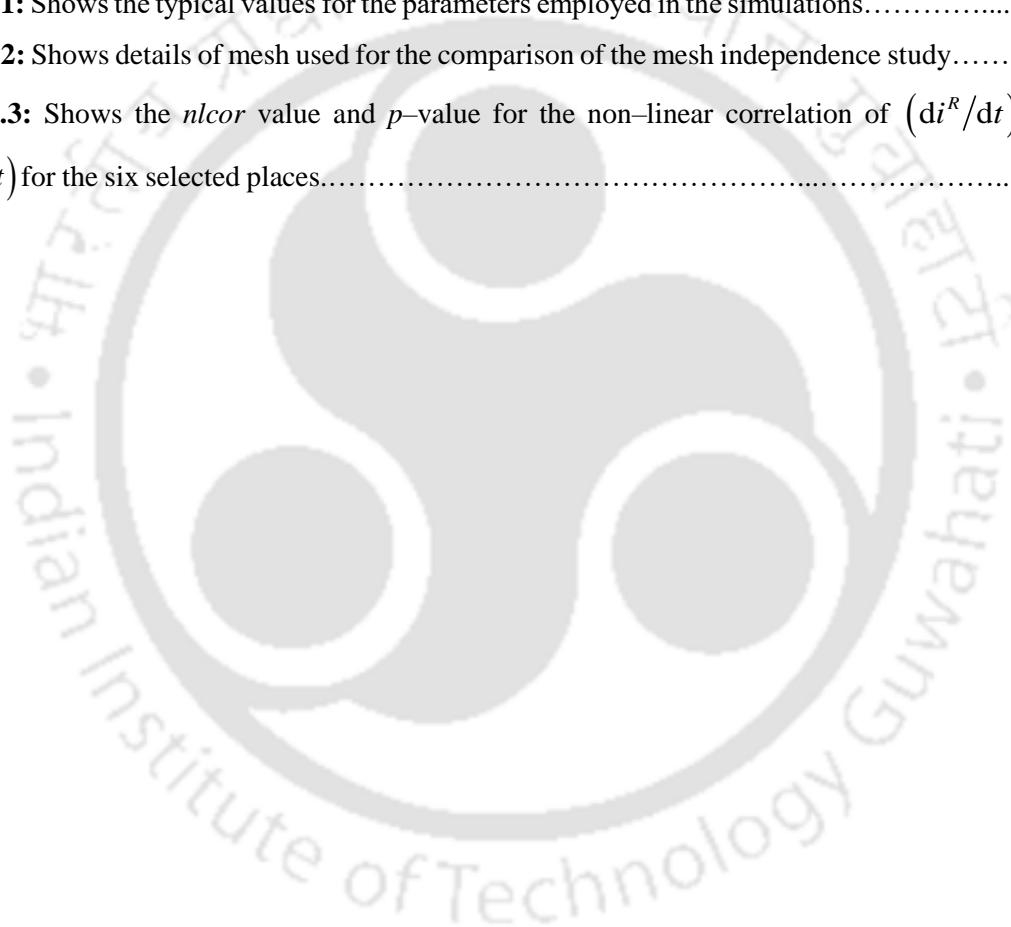 1: Shows the typical values for the parameters employed in the simulations…………....
2: Shows details of mesh used for the comparison of the mesh independence study……
.3: Shows the nlcor value and p–value for the non–linear correlation of (di^R/dt)
t) for the six selected places.…………………………………………...………………..
Indian Institute of Technology Guwahati